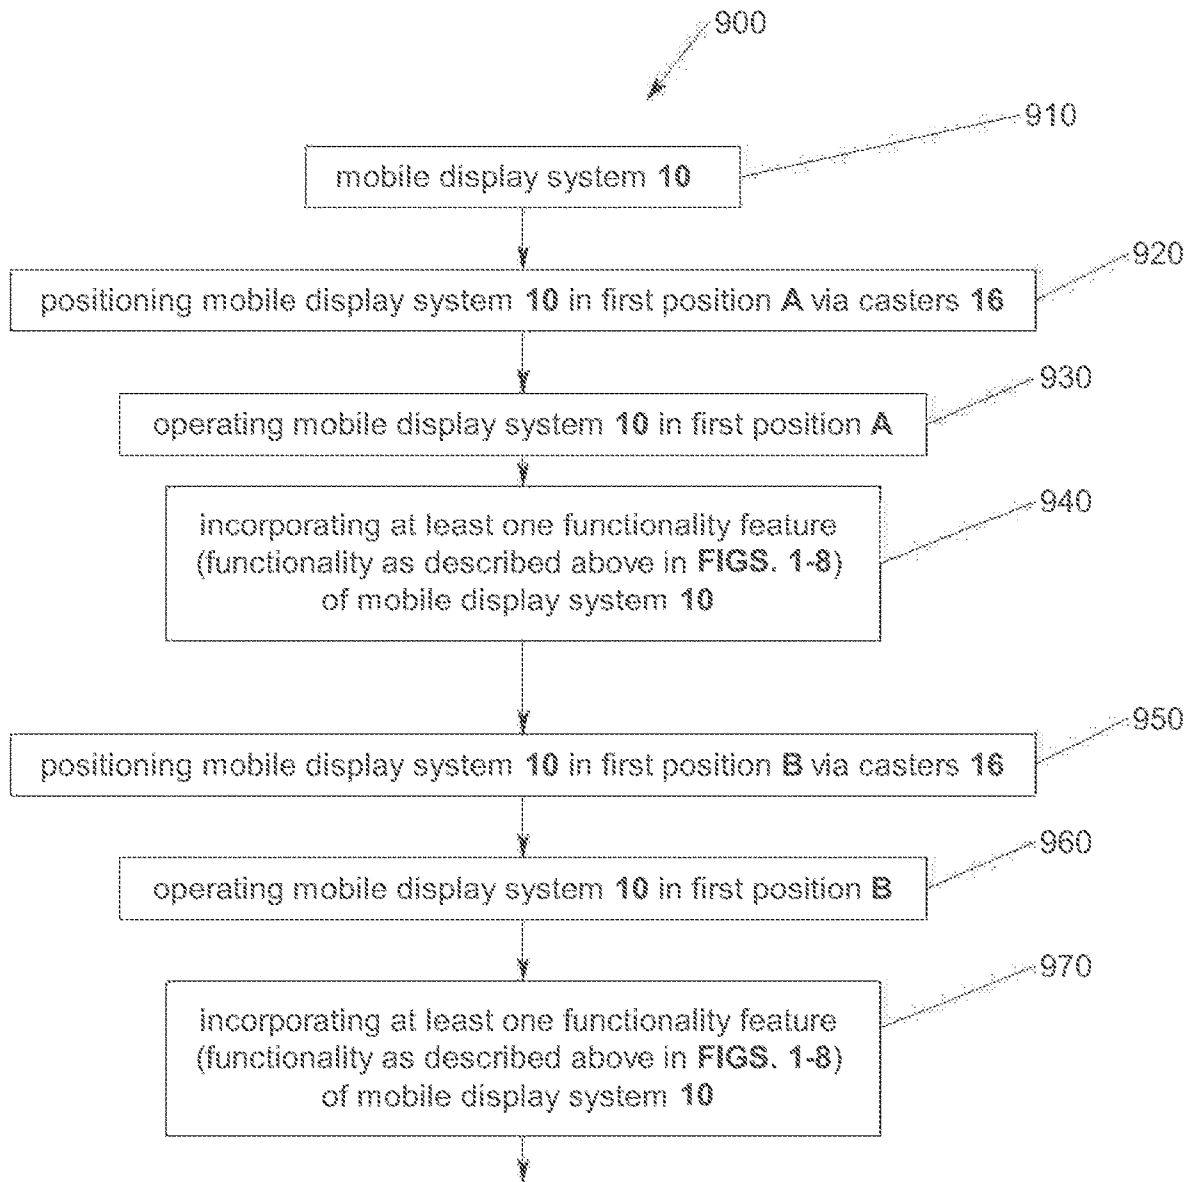 900
910
mobile display system 10
920
positioning mobile display system 10 in first position A via casters 16
930
operating mobile display system 10 in first position A
940
incorporating at least one functionality feature
(functionality as described above in FIGS. 1-8)
of mobile display system 10
950
positioning mobile display system 10 in first position B via casters 16
960
operating mobile display system 10 in first position B
970
incorporating at least one functionality feature
(functionality as described above in FIGS. 1-8)
of mobile display system 10